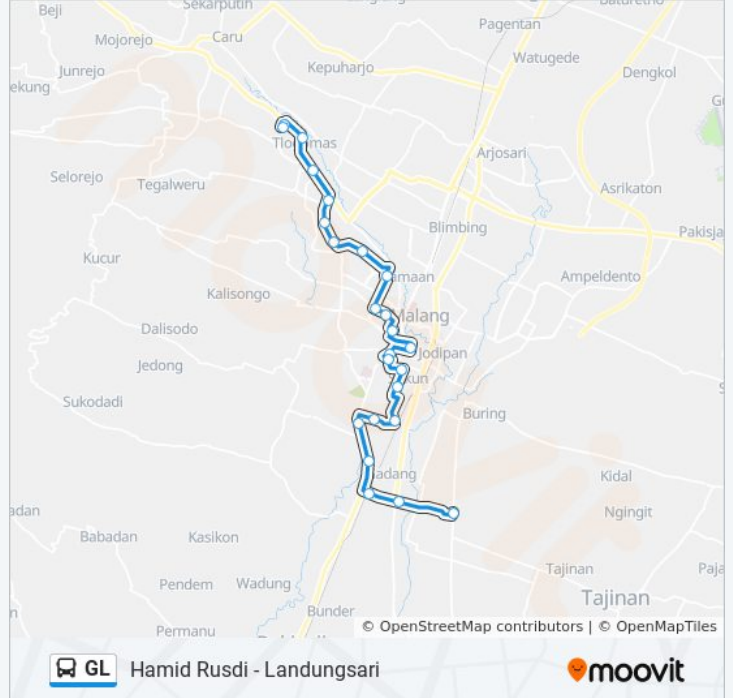 Beji
Sekarputih
Baturetno
Mojorejo
Caru
Pagentan
Watugede
Junrejo
Kepuharjo
Dengkol
Arjosari
Selorejo
Tegalweru
Asrikaton
Blimbing
Pakisja
Kucur
Ampeldento
Kalisongo
Malang
Dalisodo
Jodipan
Jedong
Sukodadi
Buring
Kidal
adang
adan
Ngingit
Babadan
Kasikon
Tajinan
Paja
Pendem
Wadung
Tajinan
Bunder
Permanu
© OpenStreetMap contributors | © OpenMapTiles
GL Hamid Rusdi - Landungsari
moovit